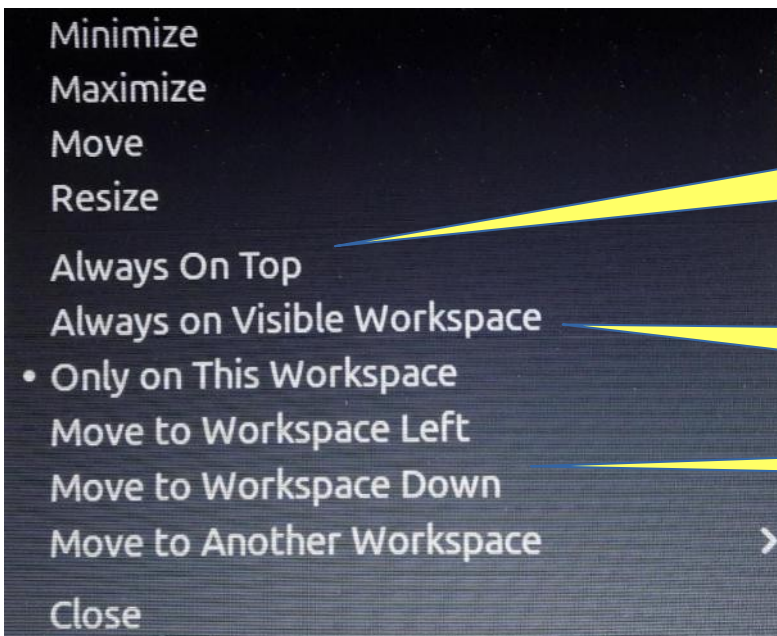 Minimize
Maximize
Move
Resize
Always On Top
Always on Visible Workspace
• Only on This Workspace
Move to Workspace Left
Move to Workspace Down
Move to Another Workspace >
Close